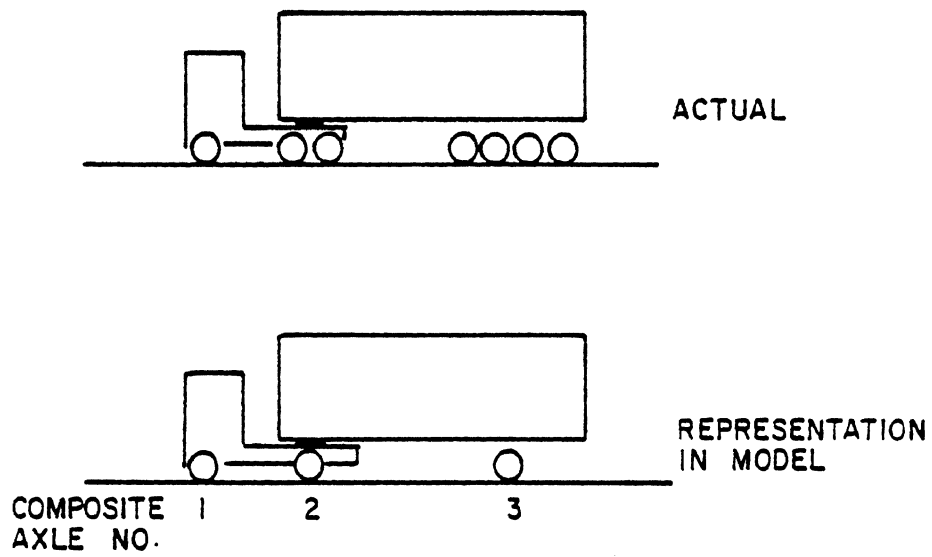 ACTUAL
REPRESENTATION
IN MODEL
COMPOSITE 1 2 3
AXLE NO.